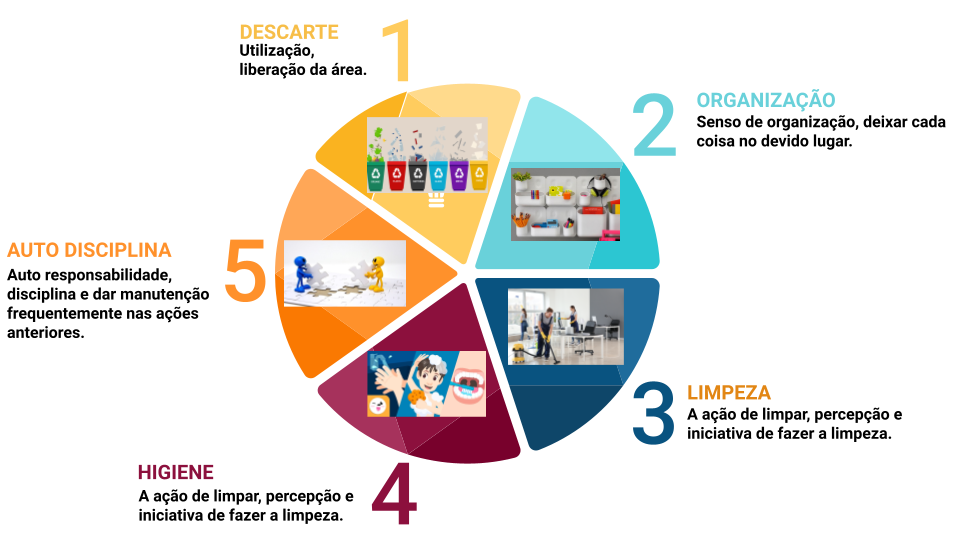 DESCARTE
Utilização,
liberação da área.
1
2
ORGANIZAÇÃO
Senso de organização, deixar cada
coisa no devido lugar.
AUTO DISCIPLINA
Auto responsabilidade,
disciplina e dar manutenção
frequentemente nas ações
anteriores.
5
3
LIMPEZA
A ação de limpar, percepção e
iniciativa de fazer a limpeza.
HIGIENE
A ação de limpar, percepção e
iniciativa de fazer a limpeza.
4